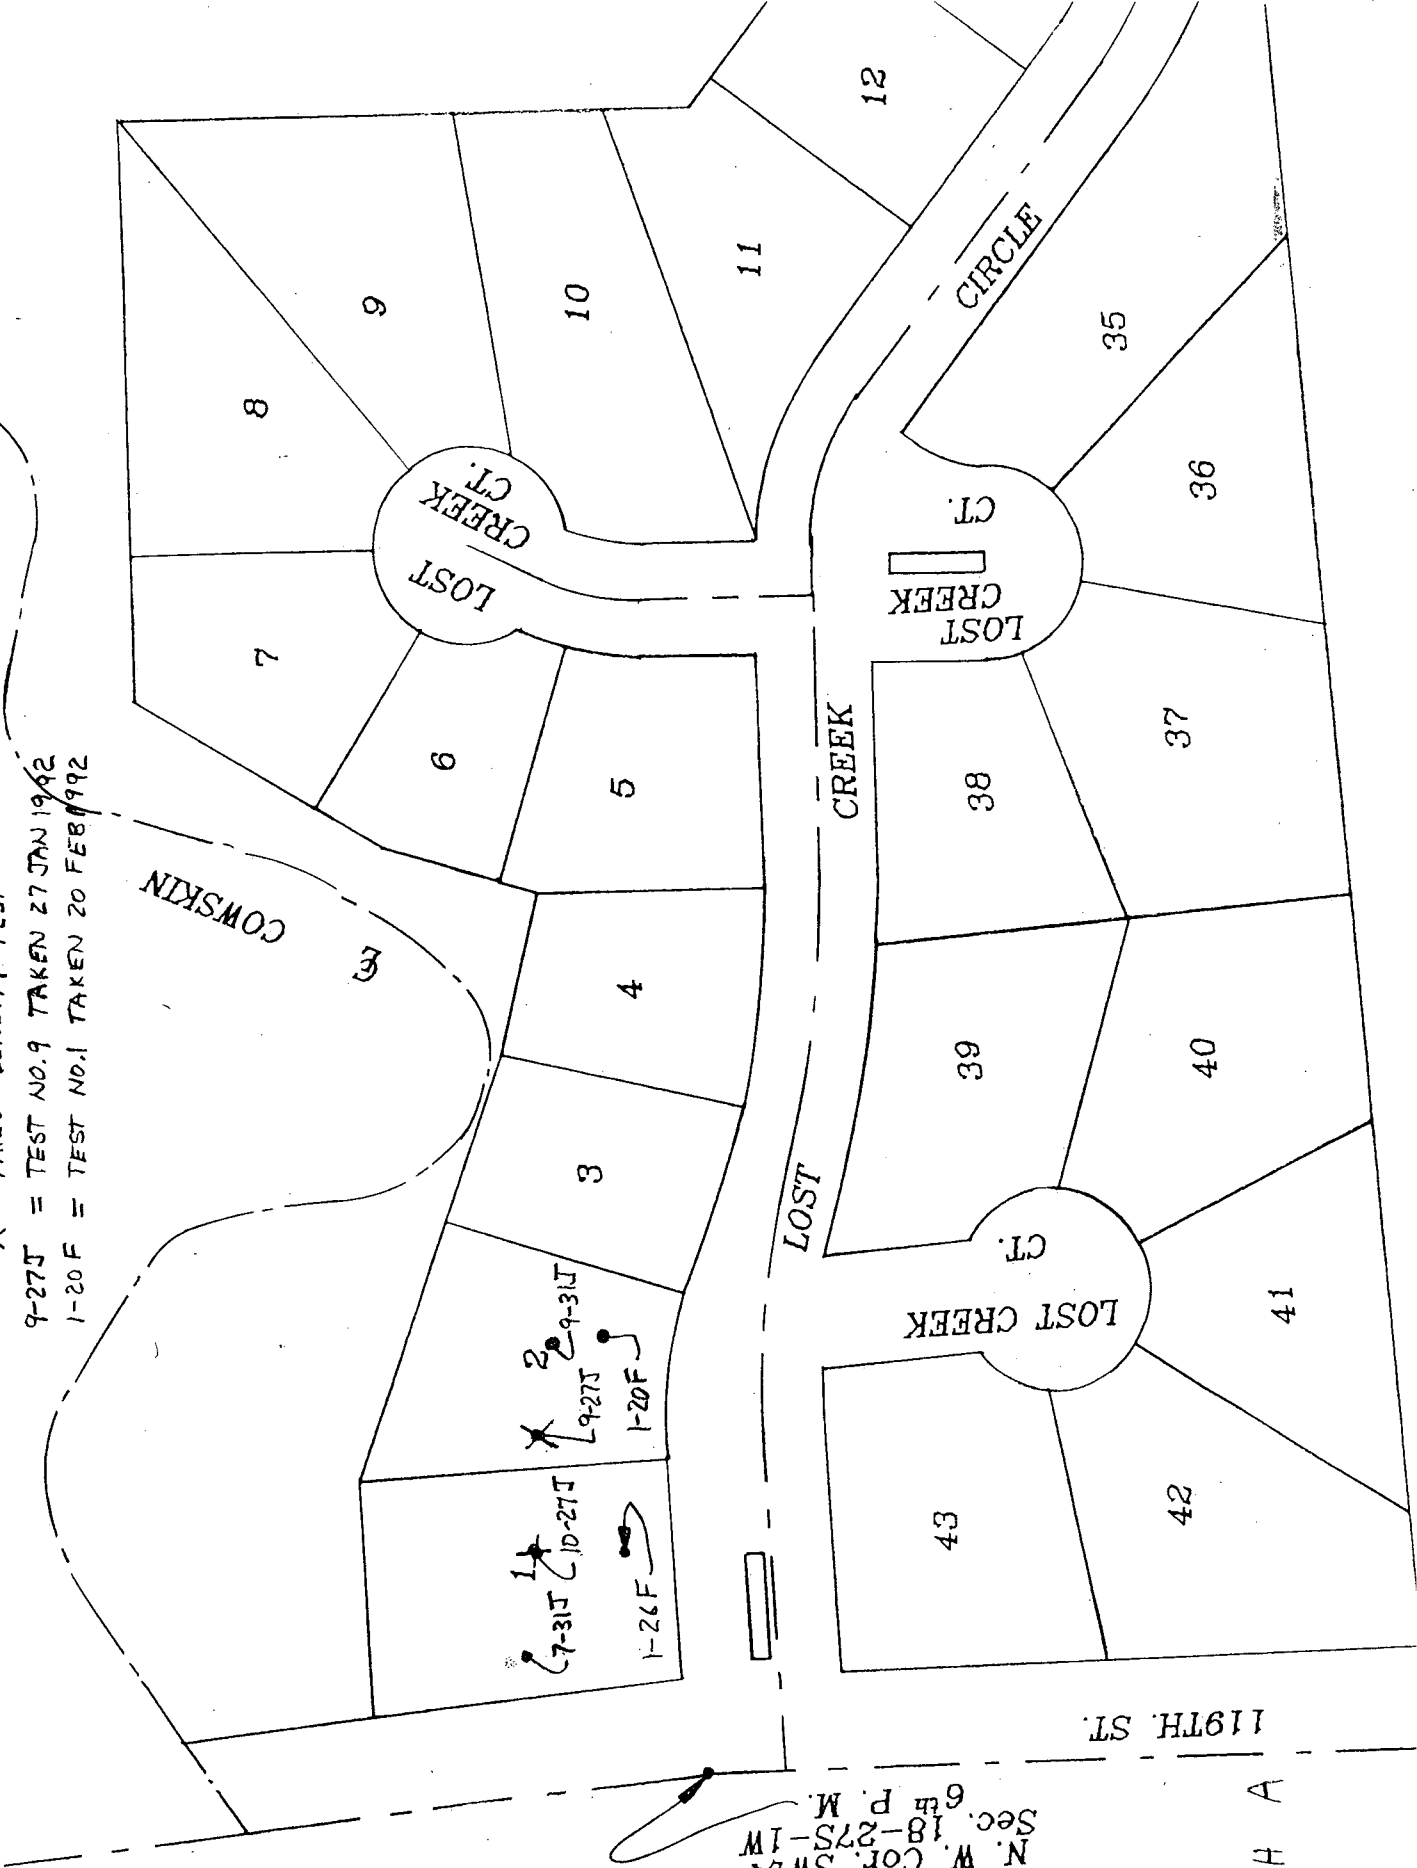 9-27J = TEST NO.9 TAKEN 27 JAN 1992
1-20F = TEST NO.1 TAKEN 20 FEB 1992
COWSKIN
7
8
9
10
11
12
6
5
4
3
2
1
9-31J
9-27J
1-20F
10-27J
7-31J
1-26F
LOST
CREEK
CT.
LOST
CREEK
CIRCLE
LOST
CREEK
CT.
LOST CREEK
CT.
35
36
37
38
39
40
41
42
43
119TH. ST.
N. W. Cor.
Sec. 18-27S-1W
6th P. M.
H A